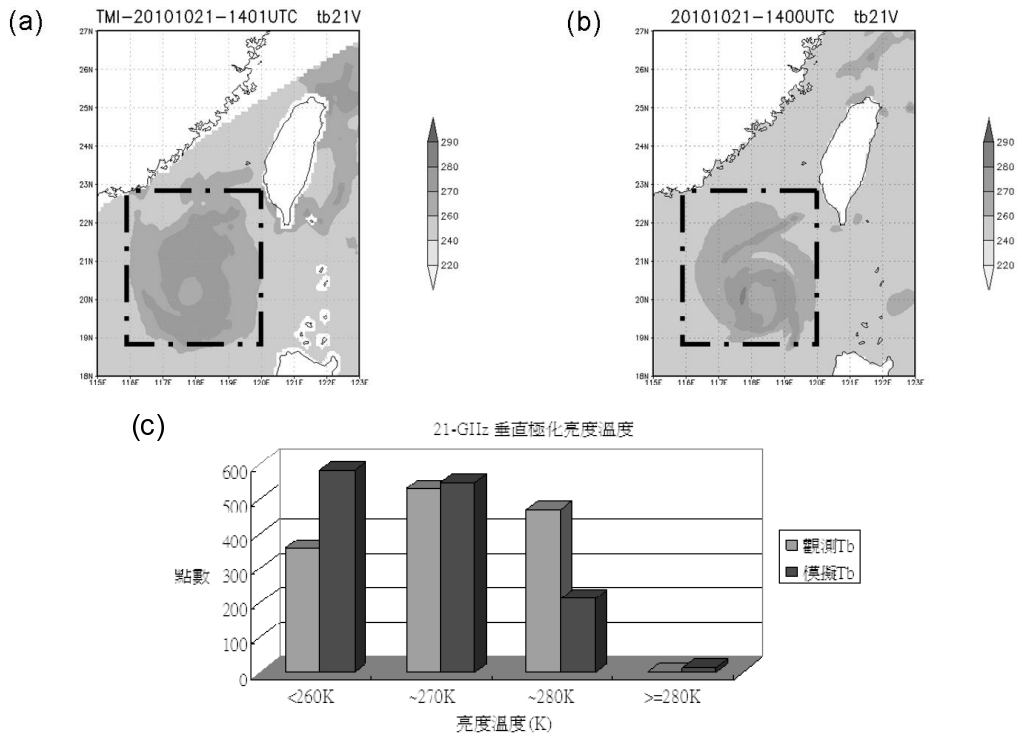 (a)
TMI-20101021-1401UTC tb21V
27N
26N
25N
24N
23N
22N
21N
20N
19N
18N
115E
116E
117E
118E
119E
120E
121E
122E
123E
290
280
270
260
240
220
(b)
20101021-1400UTC tb21V
27N
26N
25N
24N
23N
22N
21N
20N
19N
18N
115E
116E
117E
118E
119E
120E
121E
122E
123E
290
280
270
260
240
220
(c)
21-GHz 垂直極化亮度溫度
600
500
400
300
200
100
0
點數
<260K
~270K
~280K
>=280K
亮度溫度(K)
觀測Tb
模擬Tb